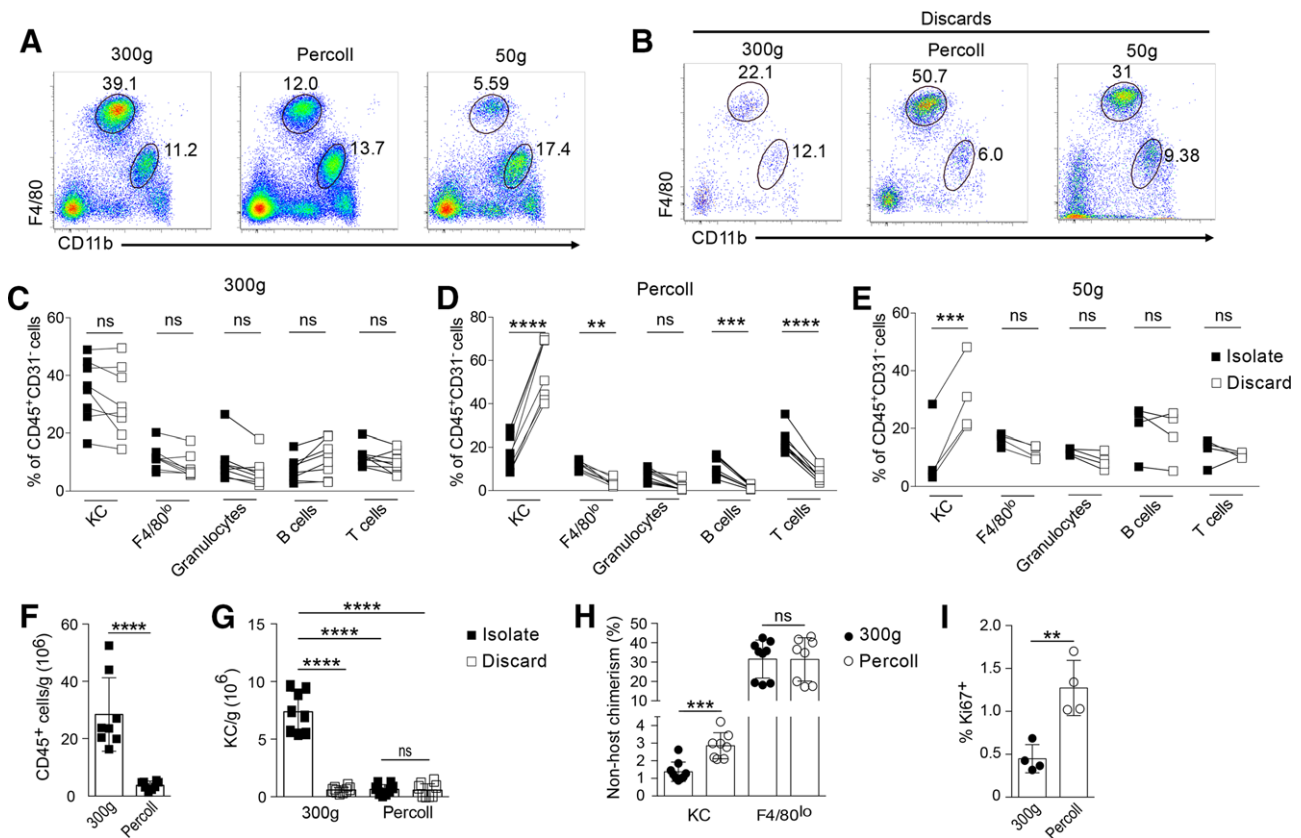 A
300g
Percoll
50g
39.1
12.0
5.59
11.2
13.7
17.4
F4/80
CD11b
B
Discards
300g
Percoll
50g
22.1
50.7
31
12.1
6.0
9.38
F4/80
CD11b
C
300g
ns ns ns ns ns
% of CD45⁺CD31⁻ cells
60
40
20
0
KC
F4/80ˡᵒ
Granulocytes
B cells
T cells
D
Percoll
**** ** ns *** ****
% of CD45⁺CD31⁻ cells
80
60
40
20
0
KC
F4/80ˡᵒ
Granulocytes
B cells
T cells
E
50g
*** ns ns ns ns
% of CD45⁺CD31⁻ cells
60
40
20
0
KC
F4/80ˡᵒ
Granulocytes
B cells
T cells
Isolate
Discard
F
****
CD45⁺ cells/g (10⁶)
60
40
20
0
300g
Percoll
G
****
****
****
ns
KC/g (10⁶)
15
10
5
0
300g
Percoll
Isolate
Discard
H
ns
***
Non-host chimerism (%)
50
40
30
20
10
5
4
3
2
1
0
KC
F4/80ˡᵒ
300g
Percoll
I
**
% Ki67+
2.0
1.5
1.0
0.5
0.0
300g
Percoll